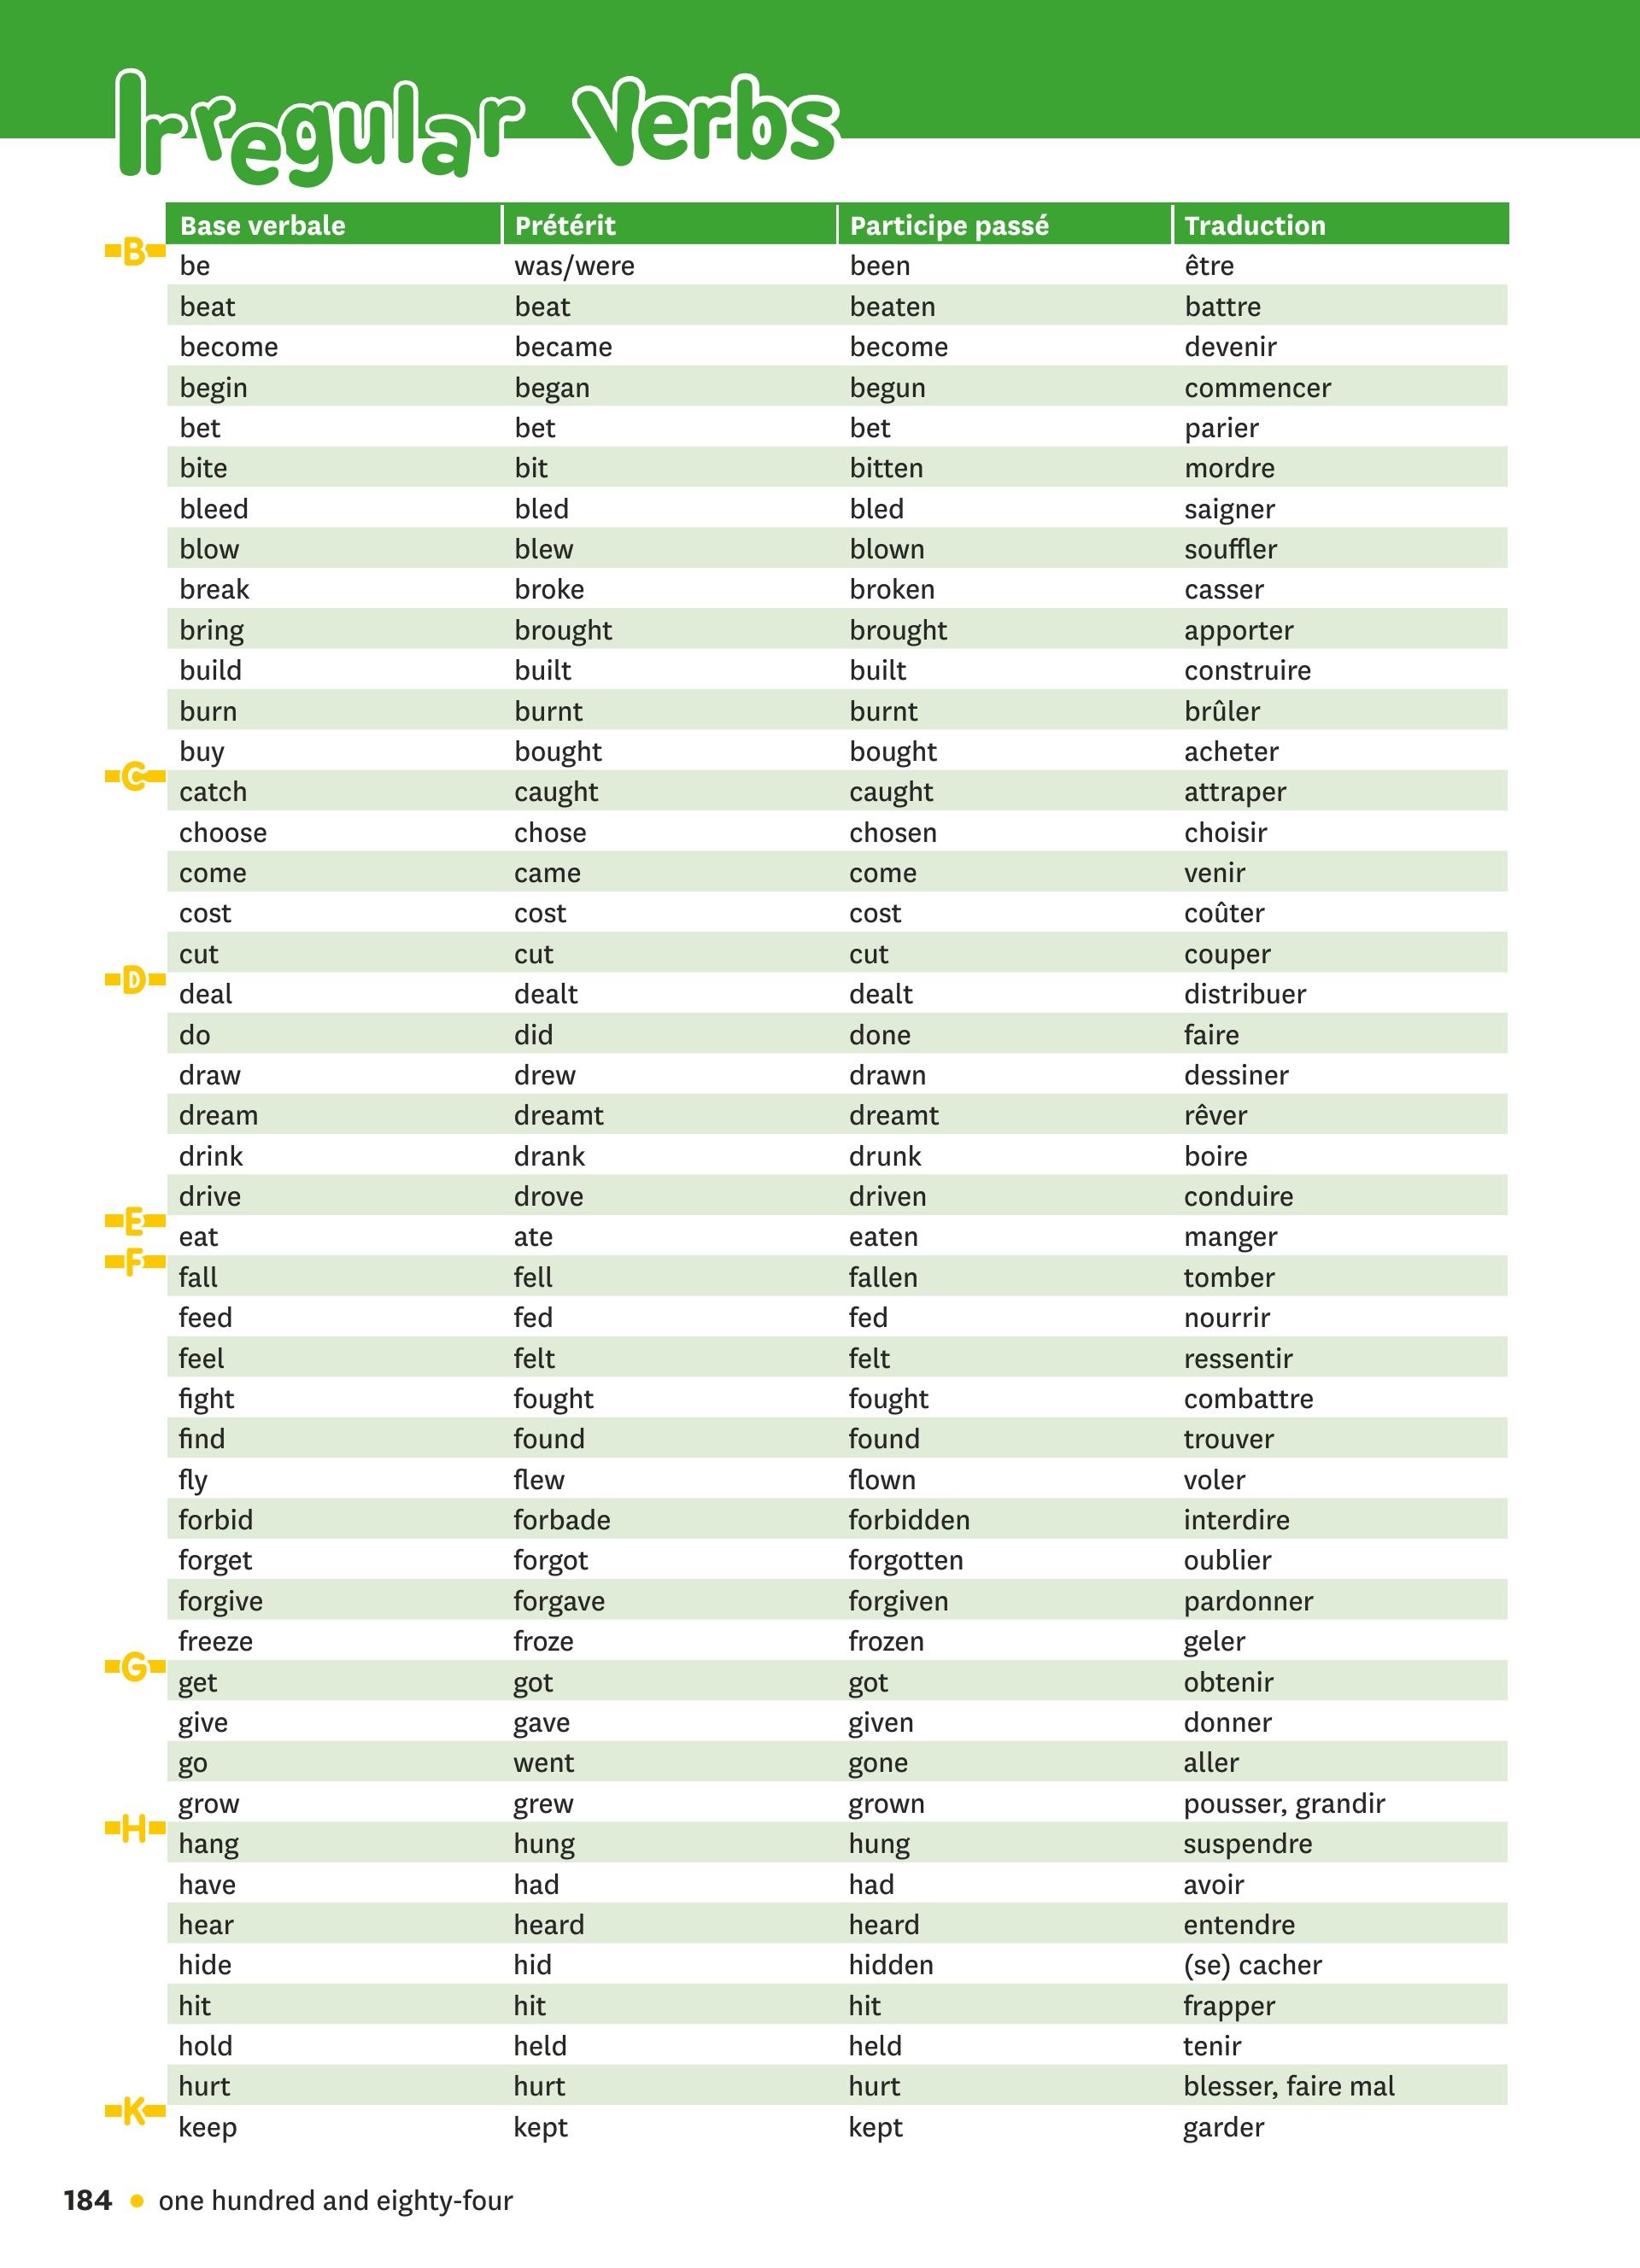 Irregular Verbs
Base verbale Prétérit Participe passé Traduction
B
be was/were been être
beat beat beaten battre
become became become devenir
begin began begun commencer
bet bet bet parier
bite bit bitten mordre
bleed bled bled saigner
blow blew blown souffler
break broke broken casser
bring brought brought apporter
build built built construire
burn burnt burnt brûler
buy bought bought acheter
C
catch caught caught attraper
choose chose chosen choisir
come came come venir
cost cost cost coûter
cut cut cut couper
D
deal dealt dealt distribuer
do did done faire
draw drew drawn dessiner
dream dreamt dreamt rêver
drink drank drunk boire
drive drove driven conduire
E
eat ate eaten manger
F
fall fell fallen tomber
feed fed fed nourrir
feel felt felt ressentir
fight fought fought combattre
find found found trouver
fly flew flown voler
forbid forbade forbidden interdire
forget forgot forgotten oublier
forgive forgave forgiven pardonner
freeze froze frozen geler
G
get got got obtenir
give gave given donner
go went gone aller
grow grew grown pousser, grandir
H
hang hung hung suspendre
have had had avoir
hear heard heard entendre
hide hid hidden (se) cacher
hit hit hit frapper
hold held held tenir
hurt hurt hurt blesser, faire mal
K
keep kept kept garder
184 • one hundred and eighty-four